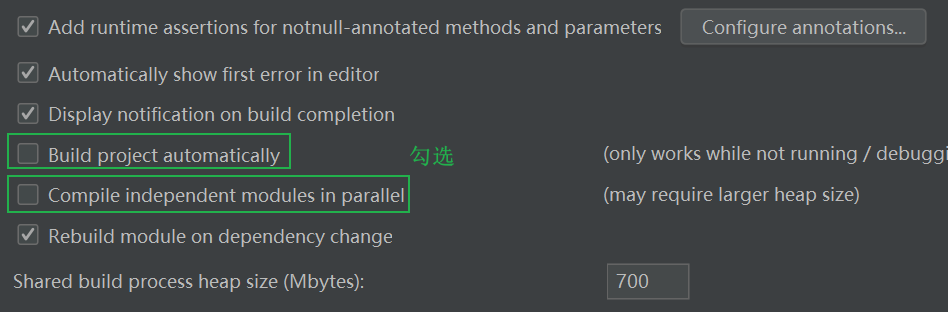 Add runtime assertions for notnull-annotated methods and parameters Configure annotations...
Automatically show first error in editor
Display notification on build completion
Build project automatically 勾选 (only works while not running / debuggi
Compile independent modules in parallel (may require larger heap size)
Rebuild module on dependency change
Shared build process heap size (Mbytes): 700